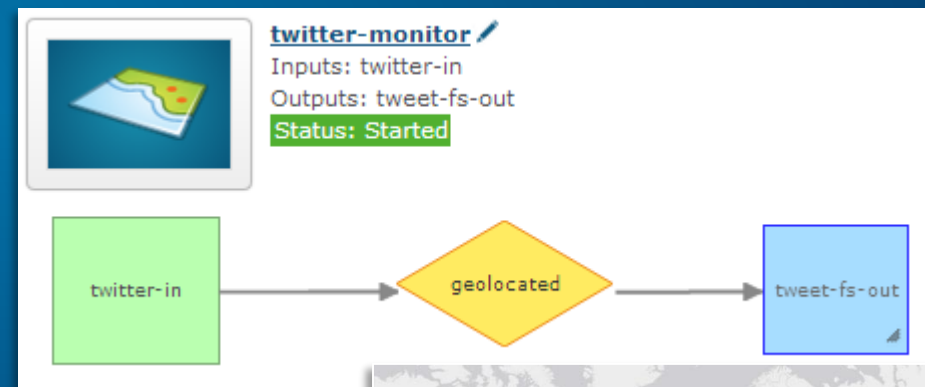 twitter-monitor
Inputs: twitter-in
Outputs: tweet-fs-out
Status: Started
twitter-in
geolocated
tweet-fs-out